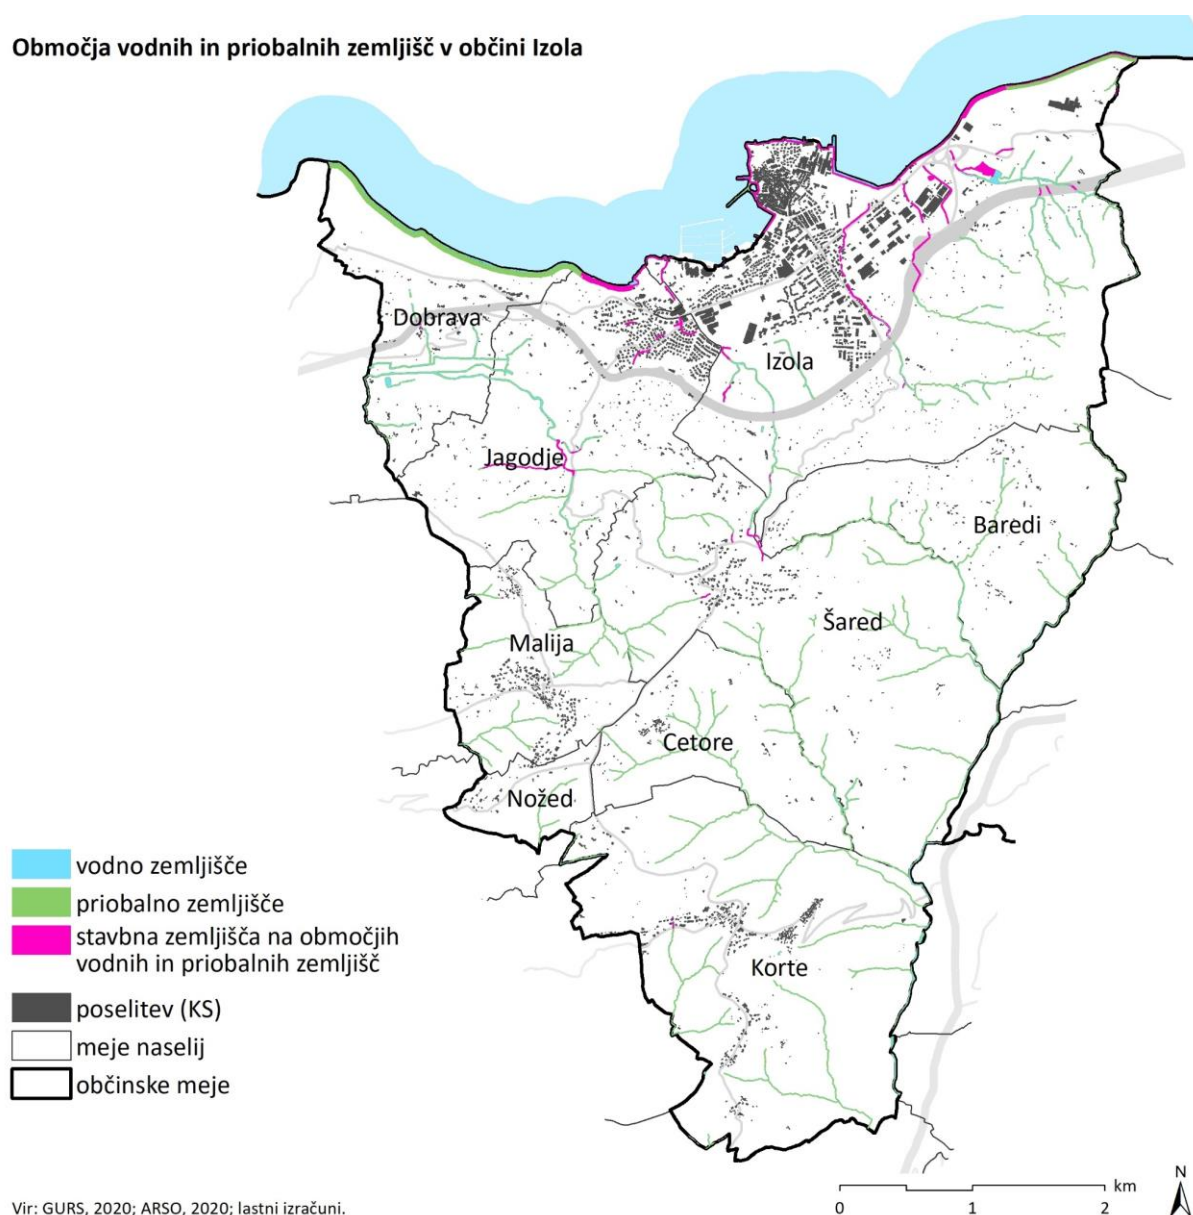 Območja vodnih in priobalnih zemljišč v občini Izola
Dobrava
Izola
Jagodje
Baredi
Šared
Malija
Cetore
Nožed
Korte
vodno zemljišče
priobalno zemljišče
stavbna zemljišča na območjih
vodnih in priobalnih zemljišč
poselitev (KS)
meje naselij
občinske meje
km
0 1 2
N
Vir: GURS, 2020; ARSO, 2020; lastni izračuni.